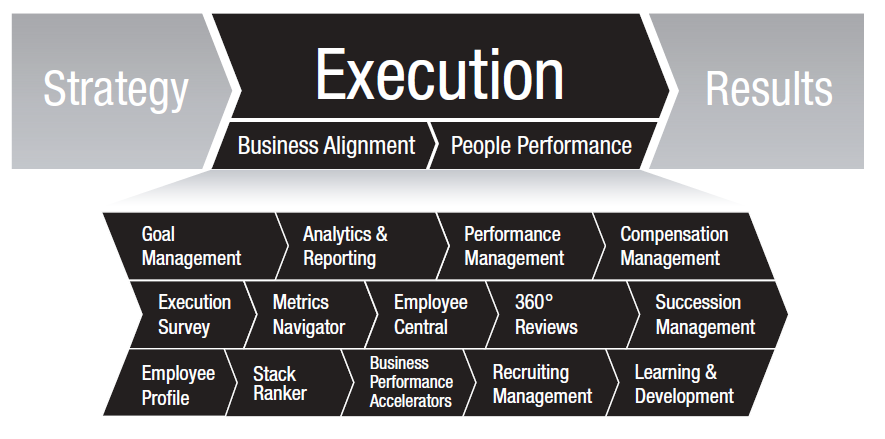 Strategy
Execution
Results
Business Alignment
People Performance
Goal
Management
Analytics &
Reporting
Performance
Management
Compensation
Management
Execution
Survey
Metrics
Navigator
Employee
Central
360°
Reviews
Succession
Management
Employee
Profile
Stack
Ranker
Business
Performance
Accelerators
Recruiting
Management
Learning &
Development